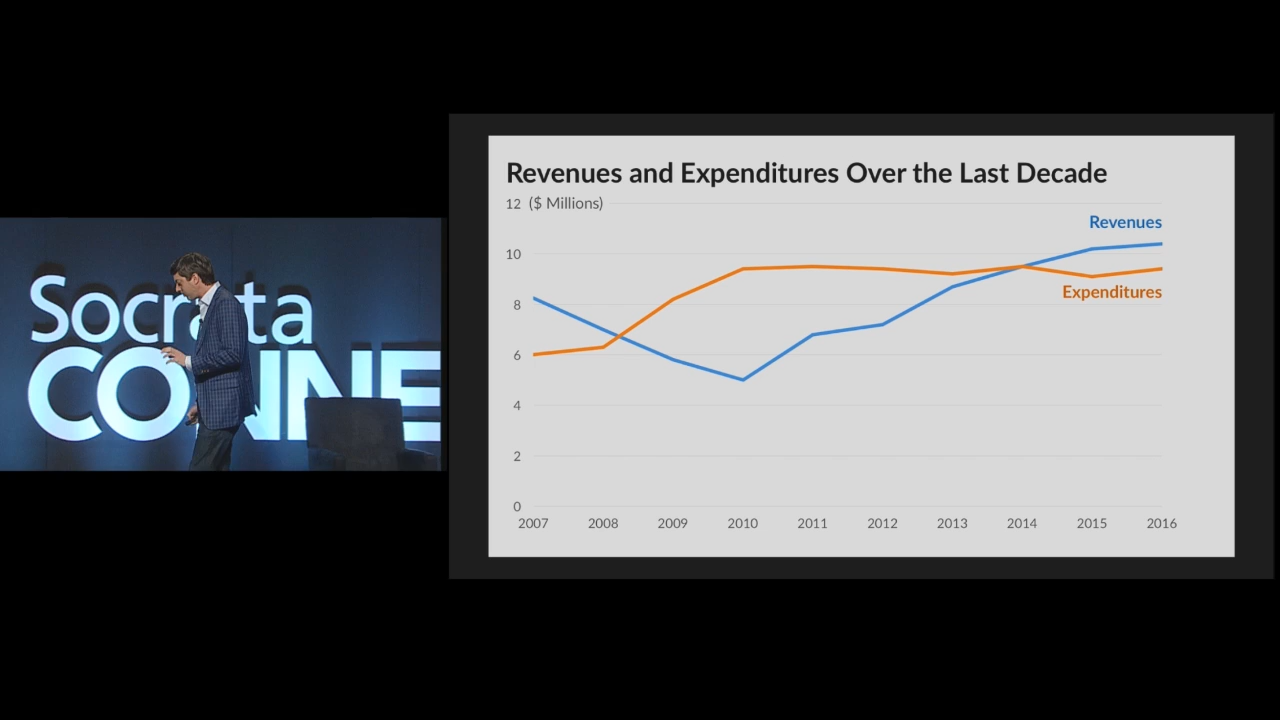 Socrata
CONNE
Revenues and Expenditures Over the Last Decade
12 ($ Millions)
Revenues
10
Expenditures
8
6
4
2
0
2007 2008 2009 2010 2011 2012 2013 2014 2015 2016